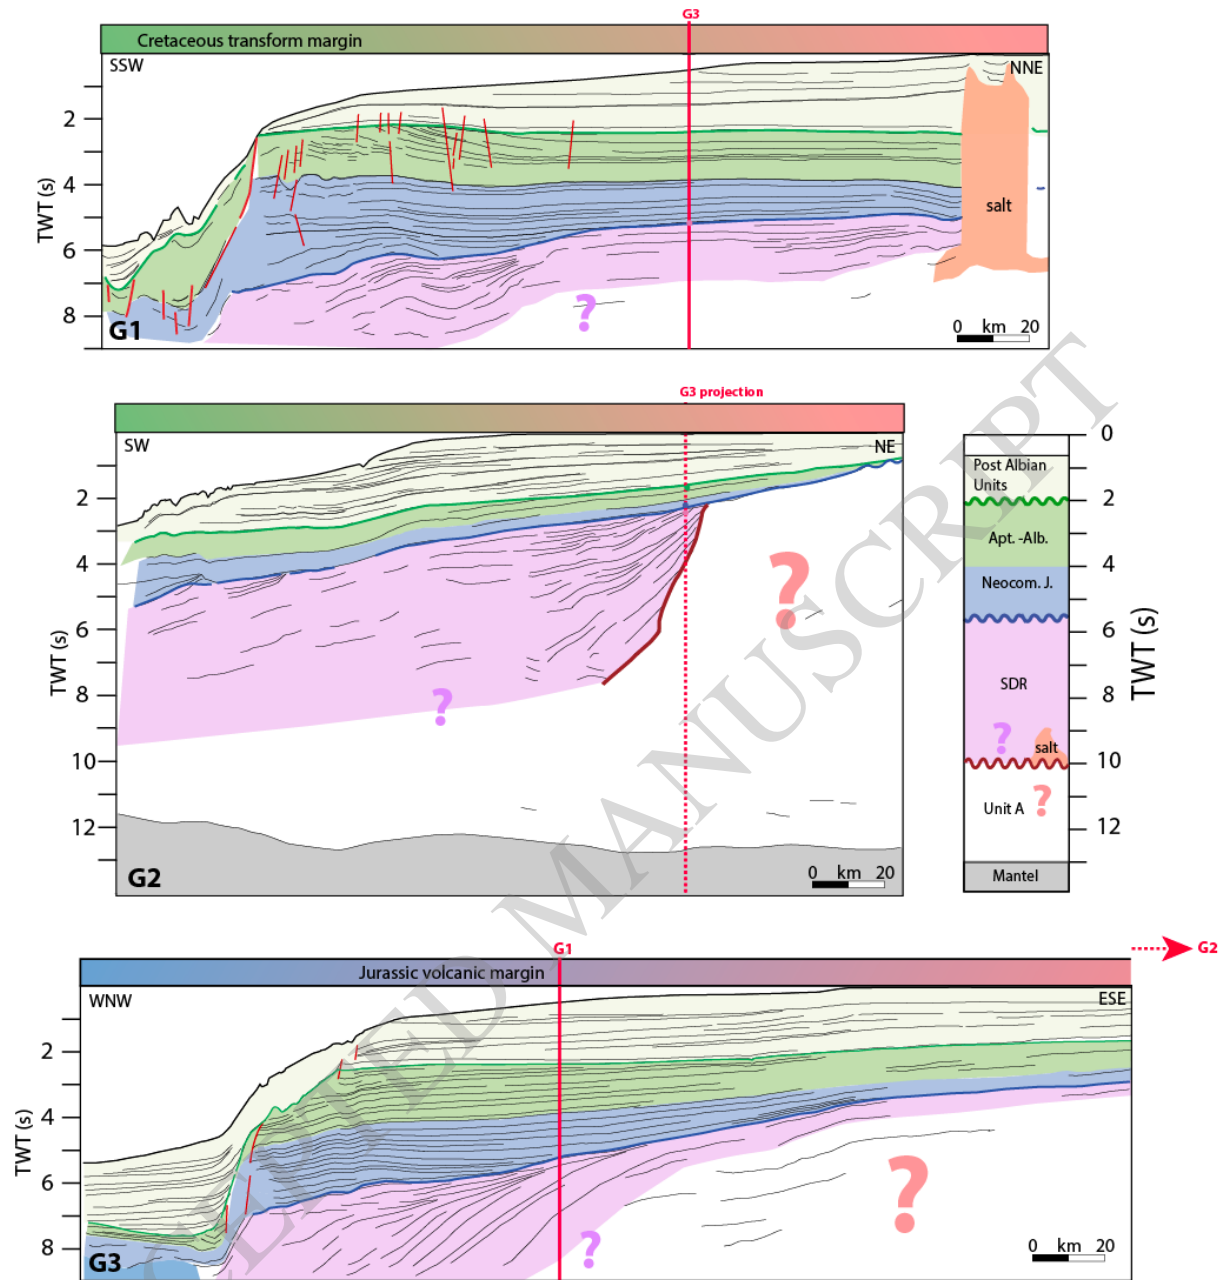 G3
Cretaceous transform margin
SSW
NNE
2
4
6
8
TWT (s)
salt
?
G1
0 km 20
G3 projection
SW
NE
2
4
6
8
10
12
TWT (s)
?
?
G2
0 km 20
0
2
4
6
8
10
12
TWT (s)
Post Albian
Units
Apt. -Alb.
Neocom. J.
SDR
?
salt
Unit A ?
Mantel
G1
G2
Jurassic volcanic margin
WNW
ESE
2
4
6
8
TWT (s)
?
?
G3
0 km 20
ACCEPTED MANUSCRIPT